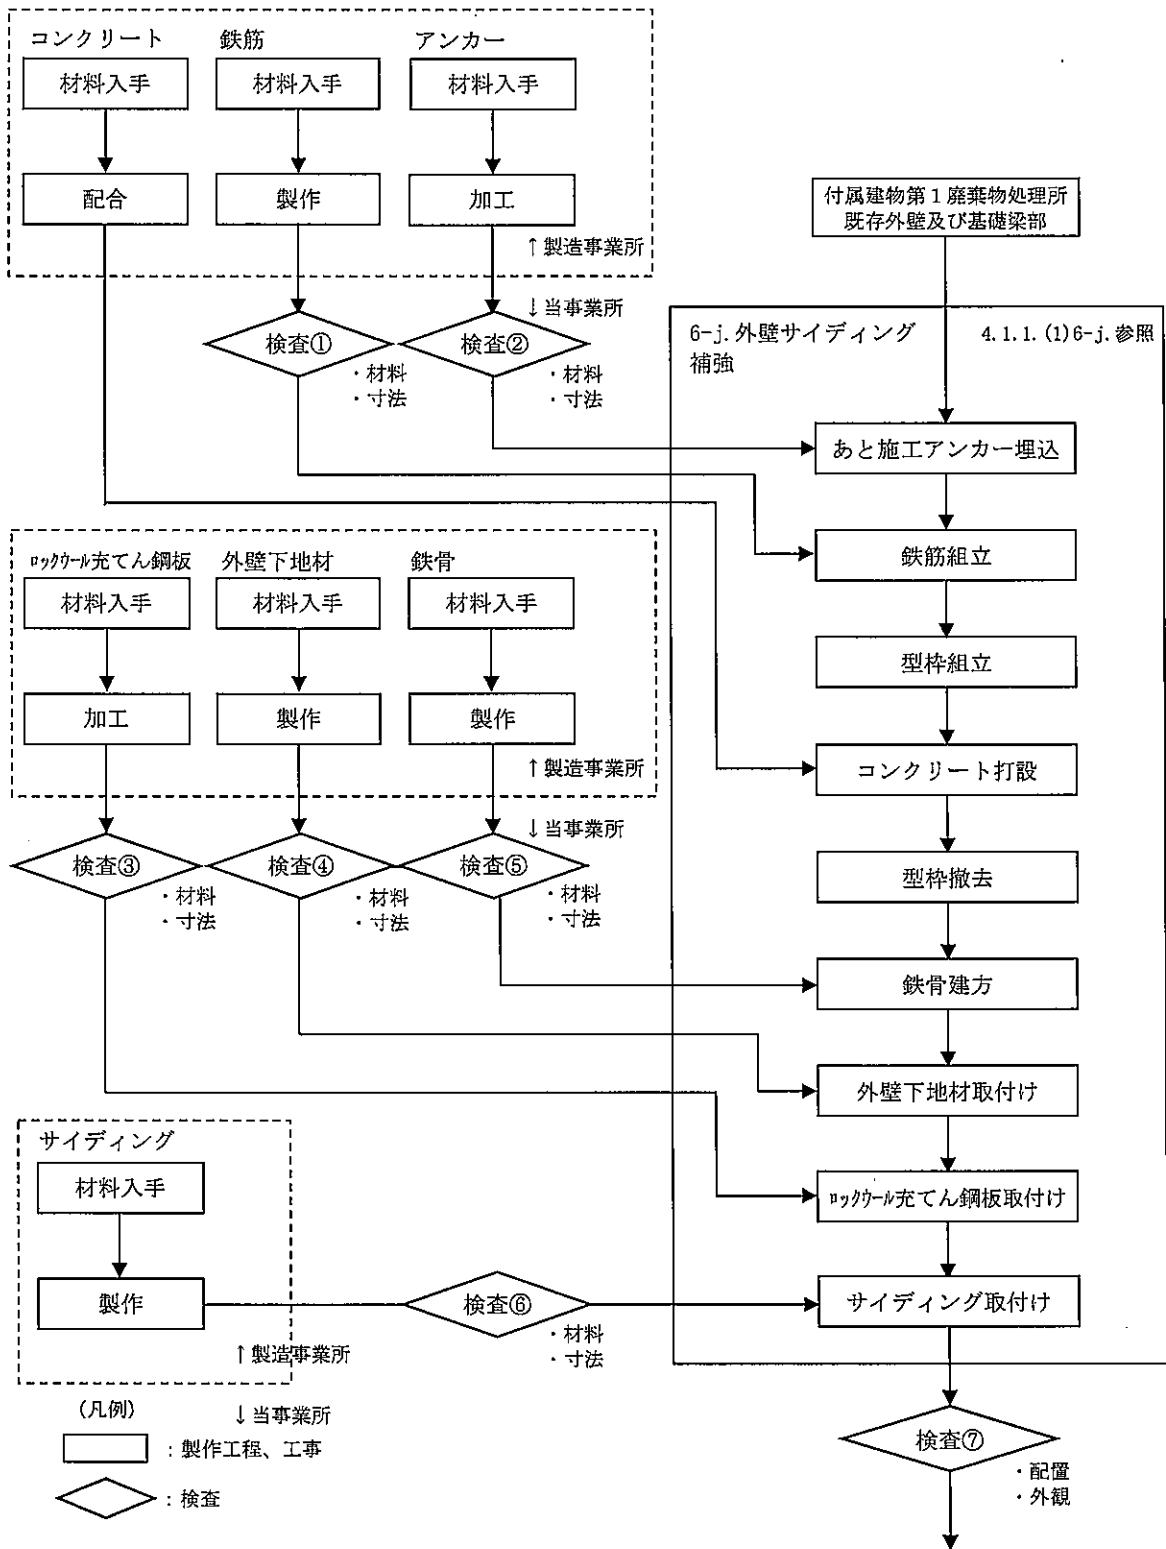 コンクリート
鉄筋
アンカー
材料入手
材料入手
材料入手
配合
製作
加工
↑製造事業所
↓当事業所
検査①
・材料
・寸法
検査②
・材料
・寸法
ロックウール充てん鋼板
外壁下地材
鉄骨
材料入手
材料入手
材料入手
加工
製作
製作
↑製造事業所
↓当事業所
検査③
・材料
・寸法
検査④
・材料
・寸法
検査⑤
・材料
・寸法
サイディング
材料入手
製作
↑製造事業所
↓当事業所
検査⑥
・材料
・寸法
付属建物第1廃棄物処理所
既存外壁及び基礎梁部
6-j.外壁サイディング
補強
4.1.1.(1)6-j.参照
あと施工アンカー埋込
鉄筋組立
型枠組立
コンクリート打設
型枠撤去
鉄骨建方
外壁下地材取付け
ロックウール充てん鋼板取付け
サイディング取付け
検査⑦
・配置
・外観
(凡例)
：製作工程、工事
：検査